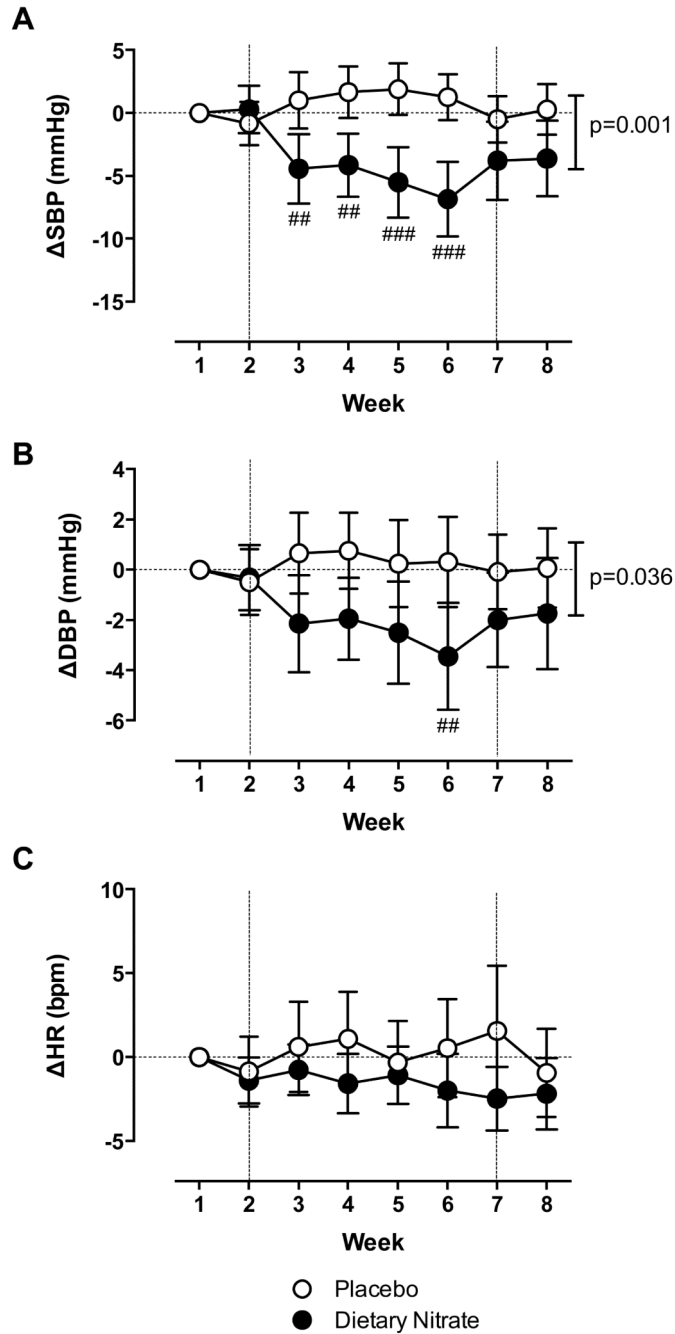 A
ΔSBP (mmHg)
5
0
-5
-10
-15
p=0.001
## ## ### ###
1 2 3 4 5 6 7 8
Week
B
ΔDBP (mmHg)
4
2
0
-2
-4
-6
p=0.036
##
1 2 3 4 5 6 7 8
Week
C
ΔHR (bpm)
10
5
0
-5
1 2 3 4 5 6 7 8
Week
Placebo
Dietary Nitrate